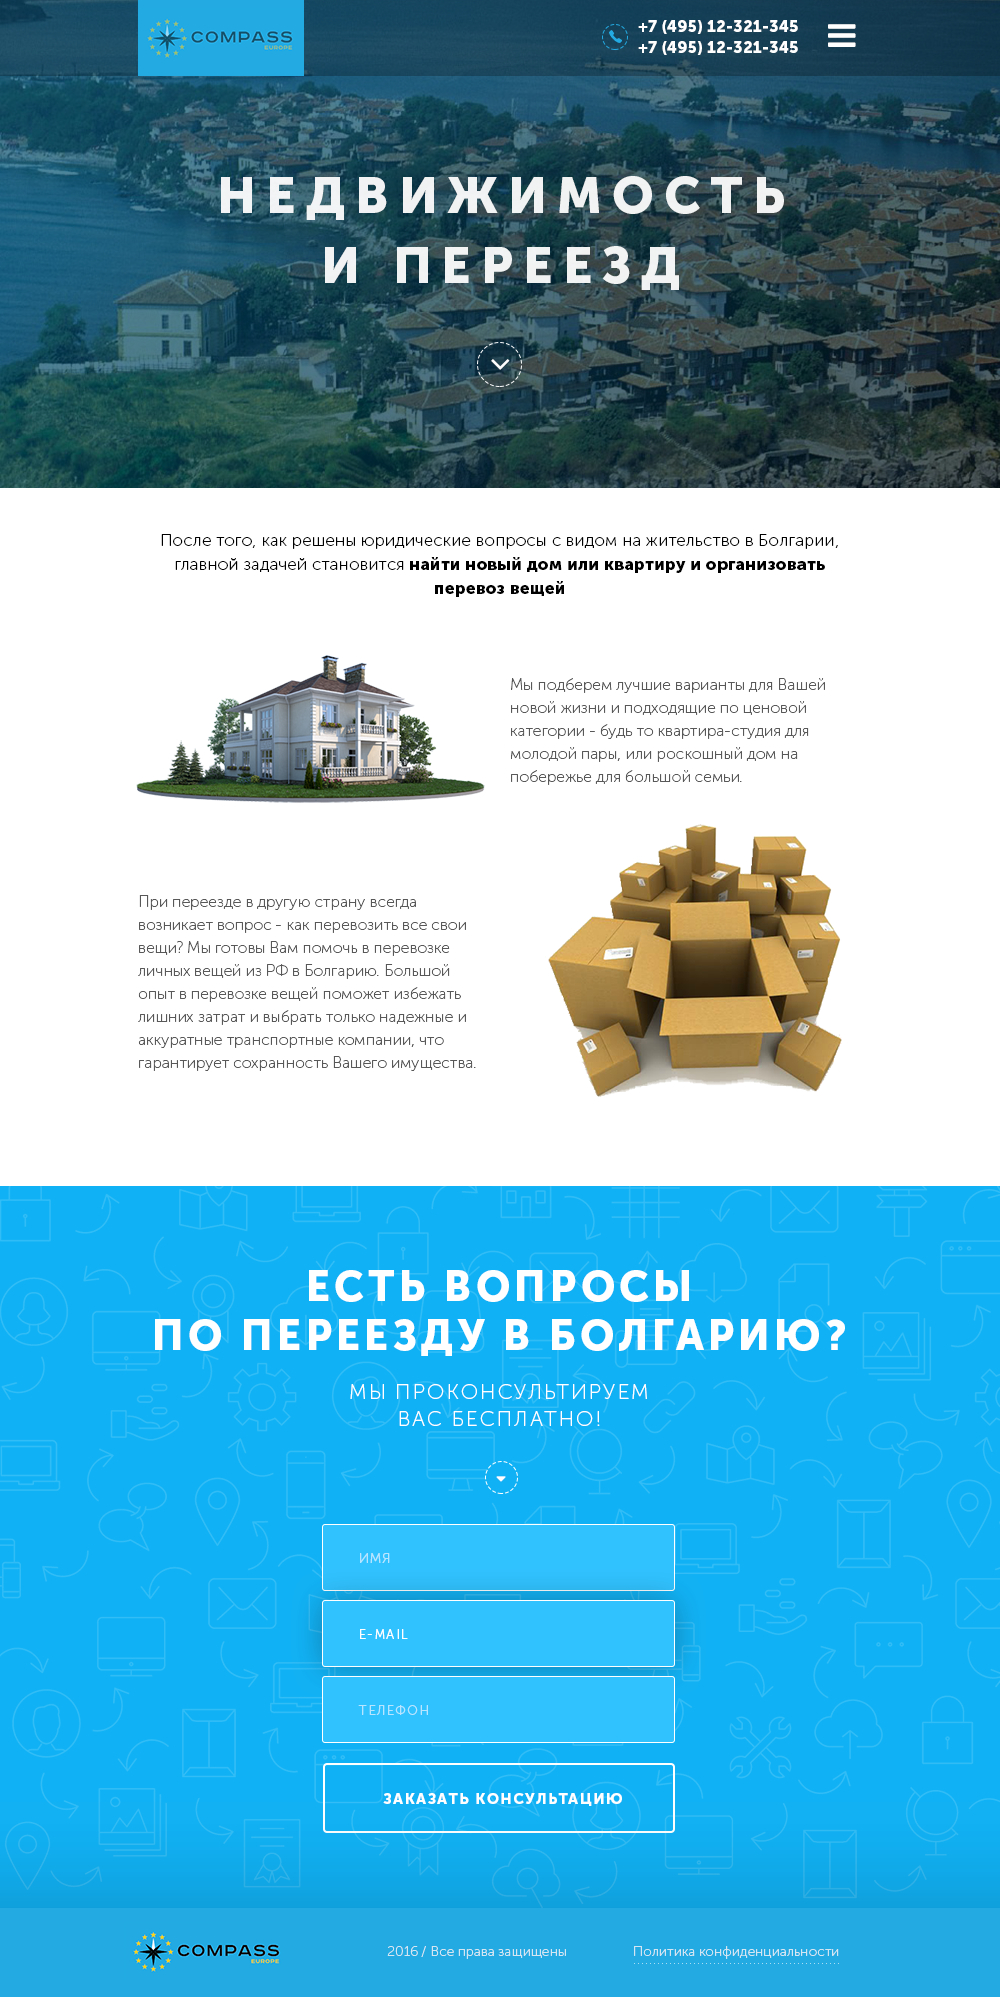 COMPASS
EUROPE
+7 (495) 12-321-345
+7 (495) 12-321-345
НЕДВИЖИМОСТЬ
И ПЕРЕЕЗД
После того, как решены юридические вопросы с видом на жительство в Болгарии,
главной задачей становится найти новый дом или квартиру и организовать
перевоз вещей
Мы подберем лучшие варианты для Вашей
новой жизни и подходящие по ценовой
категории - будь то квартира-студия для
молодой пары, или роскошный дом на
побережье для большой семьи.
При переезде в другую страну всегда
возникает вопрос - как перевозить все свои
вещи? Мы готовы Вам помочь в перевозке
личных вещей из РФ в Болгарию. Большой
опыт в перевозке вещей поможет избежать
лишних затрат и выбрать только надежные и
аккуратные транспортные компании, что
гарантирует сохранность Вашего имущества.
ЕСТЬ ВОПРОСЫ
ПО ПЕРЕЕЗДУ В БОЛГАРИЮ?
МЫ ПРОКОНСУЛЬТИРУЕМ
ВАС БЕСПЛАТНО!
ИМЯ
E-MAIL
ТЕЛЕФОН
ЗАКАЗАТЬ КОНСУЛЬТАЦИЮ
COMPASS
EUROPE
2016 / Все права защищены
Политика конфиденциальности